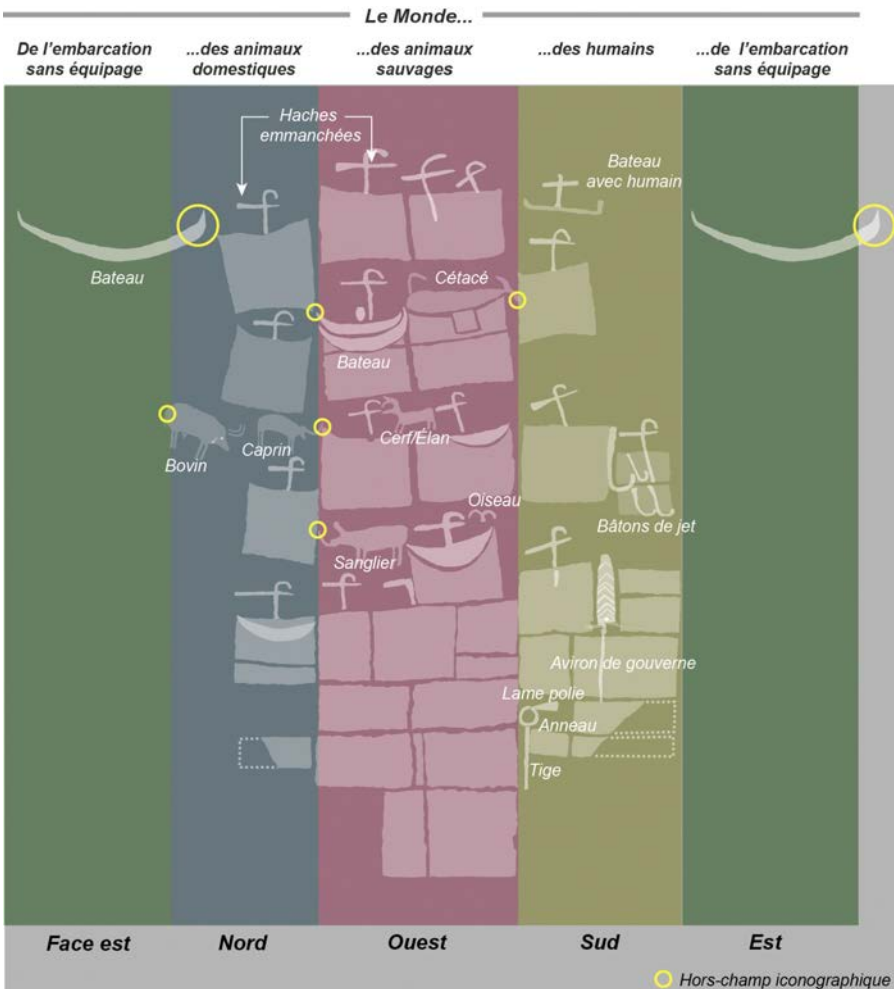 Le Monde...
De l'embarcation
sans équipage
...des animaux
domestiques
...des animaux
sauvages
...des humains
...de l'embarcation
sans équipage
Haches
emmanchées
Bateau
avec humain
Bateau
Cétacé
Bateau
Cerf/Élan
Caprin
Bovin
Oiseau
Bâtons de jet
Sanglier
Aviron de gouverne
Lame polie
Anneau
Tige
Face est
Nord
Ouest
Sud
Est
Hors-champ iconographique